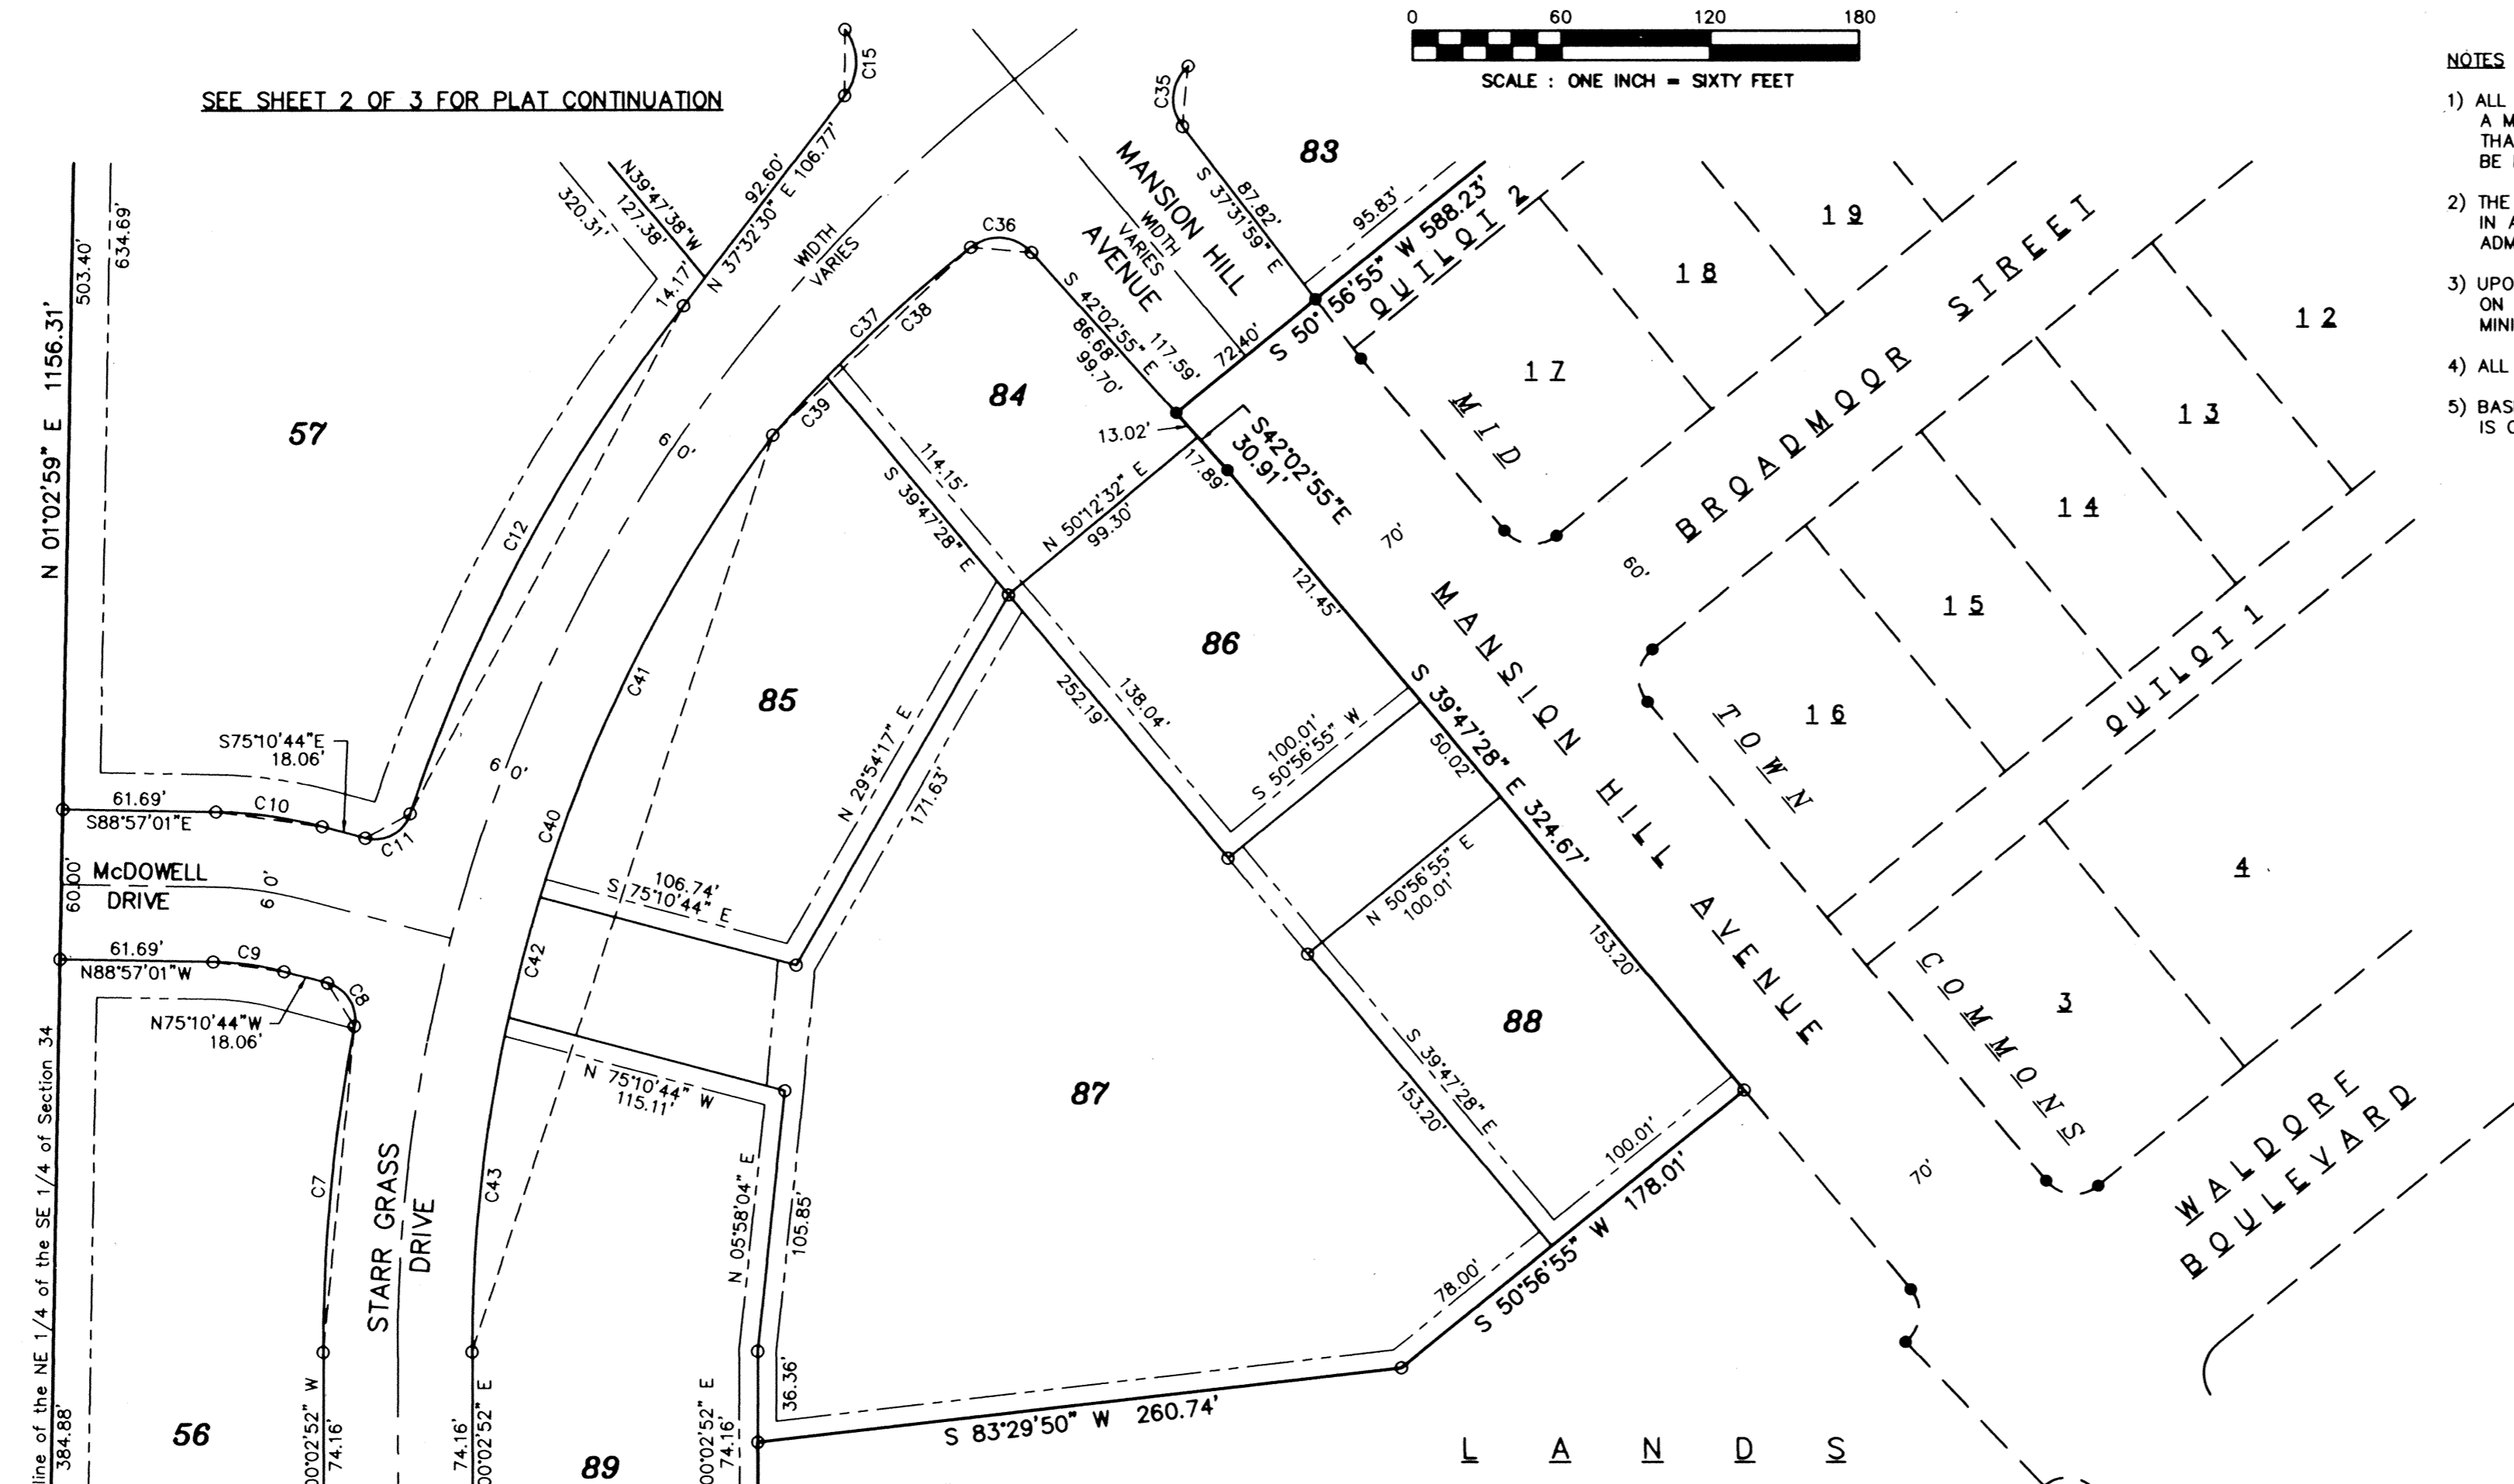 0 60 120 180
SCALE : ONE INCH = SIXTY FEET
SEE SHEET 2 OF 3 FOR PLAT CONTINUATION
NOTES
1) ALL
A M
THA
BE
2) THE
IN A
ADM
3) UPO
ON
MINI
4) ALL
5) BAS
IS
C15
C35
83
N39°47'38"W
127.38'
320.31'
92.60'
N 37°32'30" E 106.77'
14.17'
WIDTH
VARIES
MANSION HILL
AVENUE
WIDTH
VARIES
87.82'
S 37°31'59" E
95.83'
S 50°56'55" W 588.23'
72.40'
QUTLOT 2
19
18
17
12
13
14
15
16
BROADMOOR STREET
QUTLOT 1
503.40'
634.69'
N 01°02'59" E 1156.31'
57
C36
C37
C38
C39
S 42°02'55" E
86.68'
99.70'
117.59'
84
13.02'
17.89'
S42°02'55"E
30.91'
114.15'
S 39°47'28" E
N 50°12'32" E
99.30'
60'
70'
60'
MID
TOWN
COMMONS
MANSION HILL AVENUE
C12
C41
121.45'
86
85
252.19'
138.04'
100.01'
S 50°56'55" W
S 39°47'28" E 324.67'
50.02'
N 50°56'55" E
100.01'
153.20'
S75°10'44"E
18.06'
61.69'
S88°57'01"E
C10
C11
60'
C40
N 29°54'17" E
171.63'
McDOWELL
DRIVE
60.00'
60'
106.74'
S 75°10'44" E
61.69'
N88°57'01"W
C9
C8
C42
N75°10'44"W
18.06'
N 75°10'44" W
115.11'
87
88
S 39°47'28" E
153.20'
100.01'
S 50°56'55" W 178.01'
78.00'
4
3
70'
WALDORF
BOULEVARD
C7
C43
STARR GRASS
DRIVE
N 05°58'04" E
105.85'
36.36'
S 83°29'50" W 260.74'
line of the NE 1/4 of the SE 1/4 of Section 34
384.88'
56
00°02'52" W
74.16'
74.16'
00°02'52" E
89
00°02'52" E
74.16'
LANDS